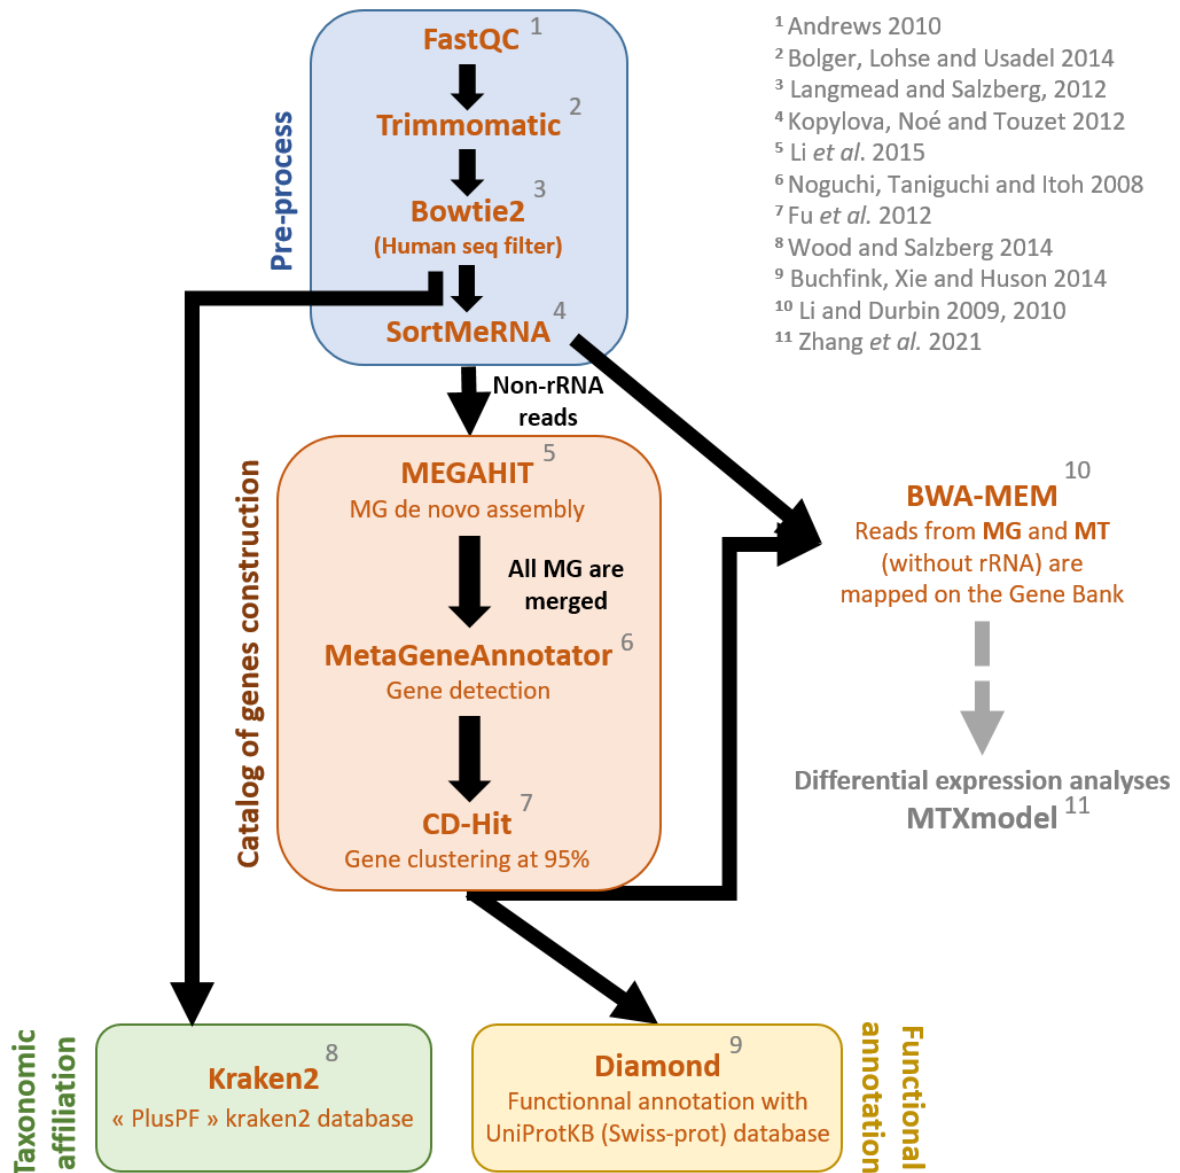 FastQC 1
Trimmomatic 2
Bowtie2 3
(Human seq filter)
SortMeRNA 4
Pre-process
¹ Andrews 2010
² Bolger, Lohse and Usadel 2014
³ Langmead and Salzberg, 2012
⁴ Kopylova, Noé and Touzet 2012
⁵ Li et al. 2015
⁶ Noguchi, Taniguchi and Itoh 2008
⁷ Fu et al. 2012
⁸ Wood and Salzberg 2014
⁹ Buchfink, Xie and Huson 2014
¹⁰ Li and Durbin 2009, 2010
¹¹ Zhang et al. 2021
Non-rRNA
reads
Catalog of genes construction
MEGAHIT 5
MG de novo assembly
All MG are
merged
MetaGeneAnnotator 6
Gene detection
CD-Hit 7
Gene clustering at 95%
BWA-MEM 10
Reads from MG and MT
(without rRNA) are
mapped on the Gene Bank
Differential expression analyses
MTXmodel 11
Taxonomic
affiliation
Kraken2 8
« PlusPF » kraken2 database
Diamond 9
Functionnal annotation with
UniProtKB (Swiss-prot) database
Functional
annotation